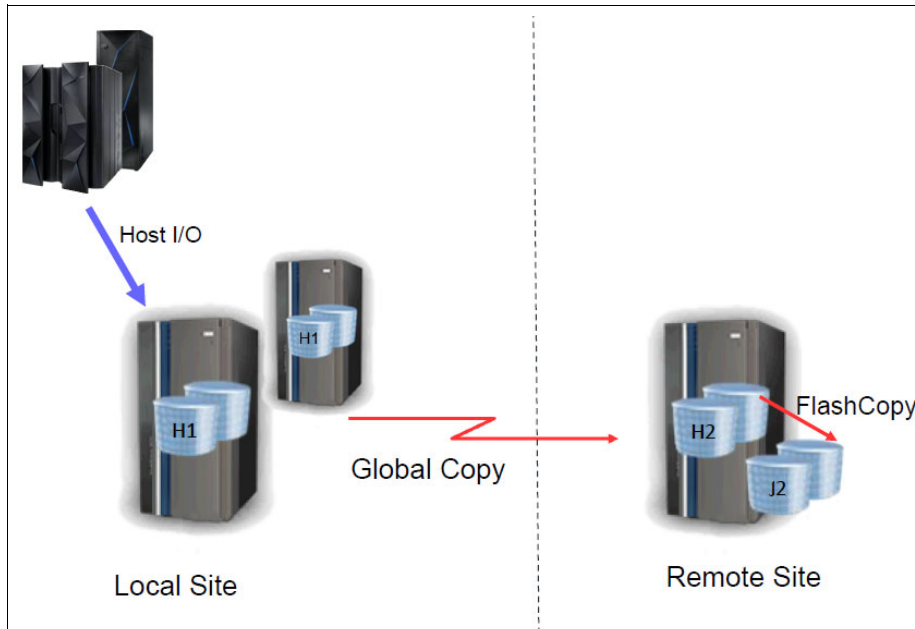 Host I/O
H1
H1
Global Copy
Local Site
H2
FlashCopy
J2
Remote Site